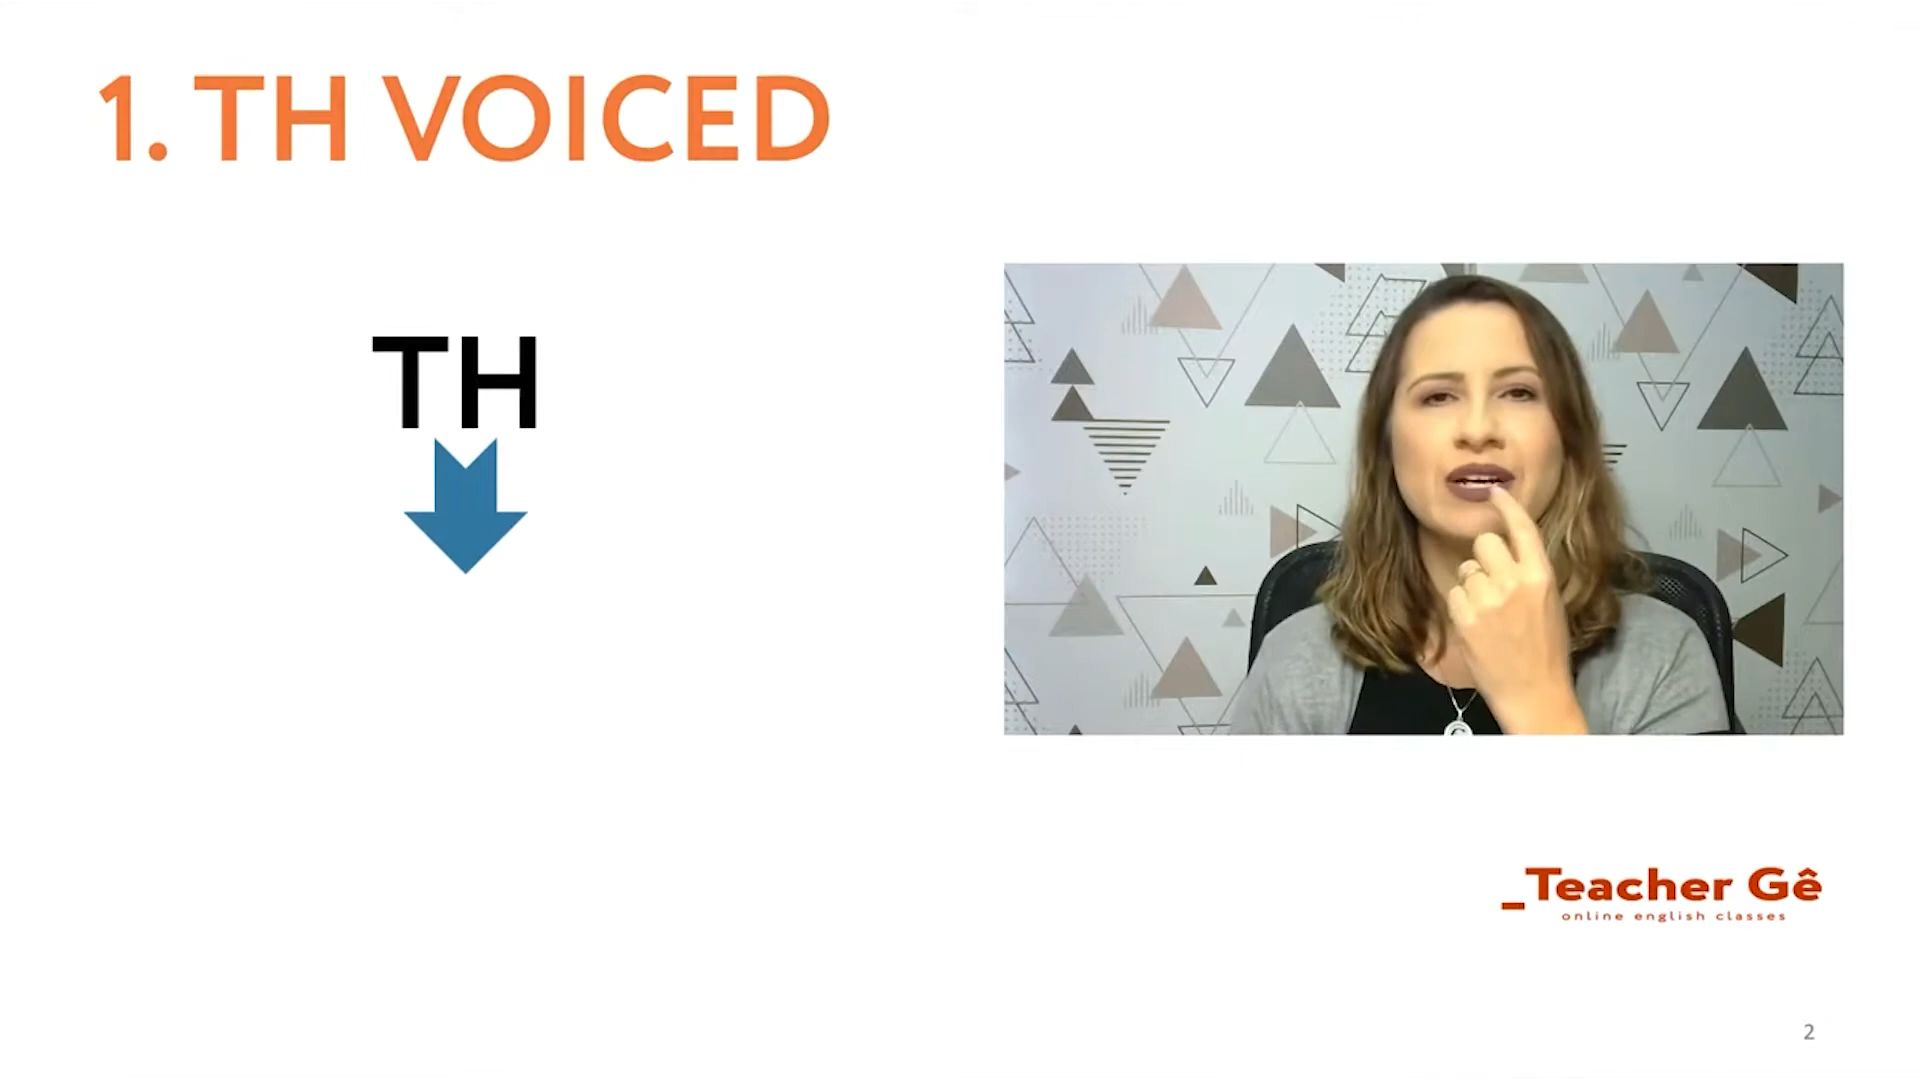 1. TH VOICED
TH
_Teacher Gê
online english classes
2